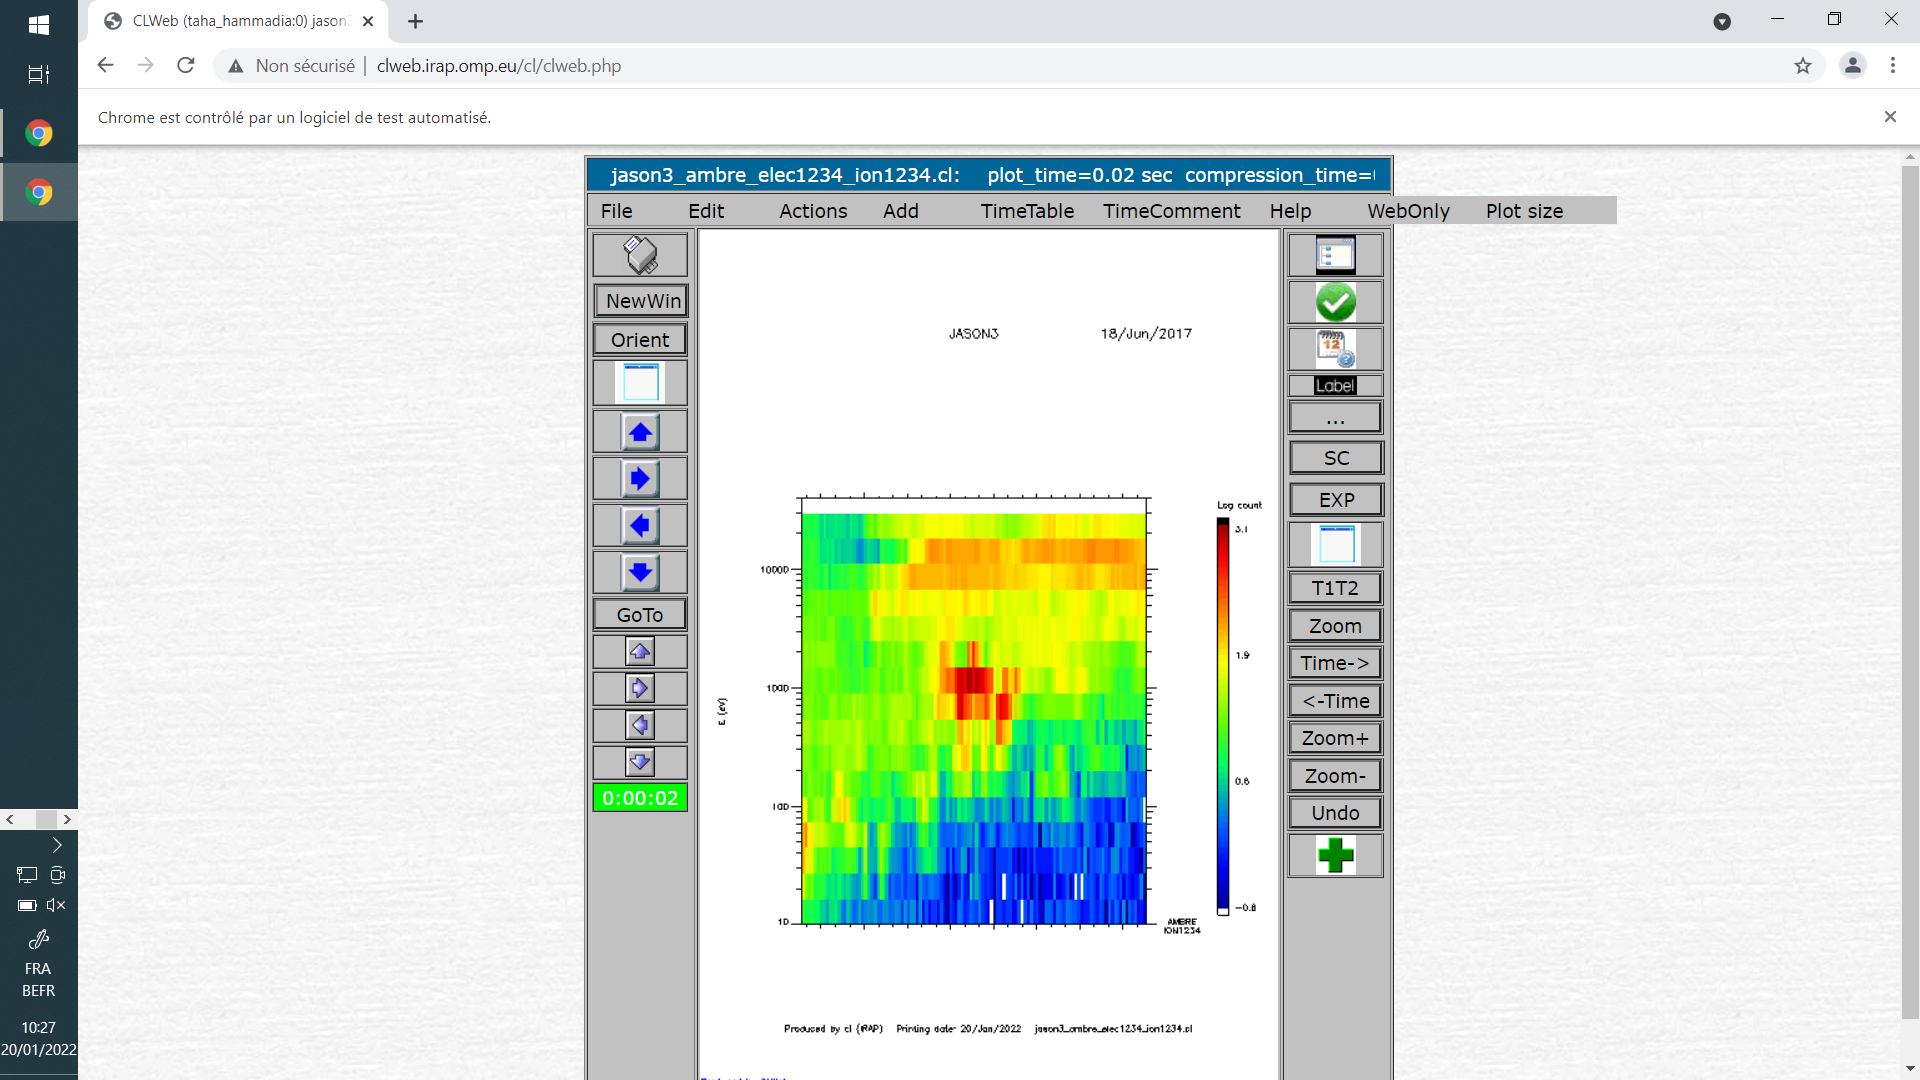 CLWeb (taha_hammadia:0) jason3
Non sécurisé | clweb.irap.omp.eu/cl/clweb.php
Chrome est contrôlé par un logiciel de test automatisé.
jason3_ambre_elec1234_ion1234.cl: plot_time=0.02 sec compression_time=
File Edit Actions Add TimeTable TimeComment Help WebOnly Plot size
NewWin
Orient
GoTo
0:00:02
JASON3 18/Jun/2017
Log count
3.1
1.9
0.6
-0.8
10000
1000
100
10
E (eV)
AMBRE
ION1234
Produced by cl (IRAP) Printing date: 20/Jan/2022 jason3_ambre_elec1234_ion1234.cl
12
Label
...
SC
EXP
T1T2
Zoom
Time->
<-Time
Zoom+
Zoom-
Undo
FRA
BEFR
10:27
20/01/2022